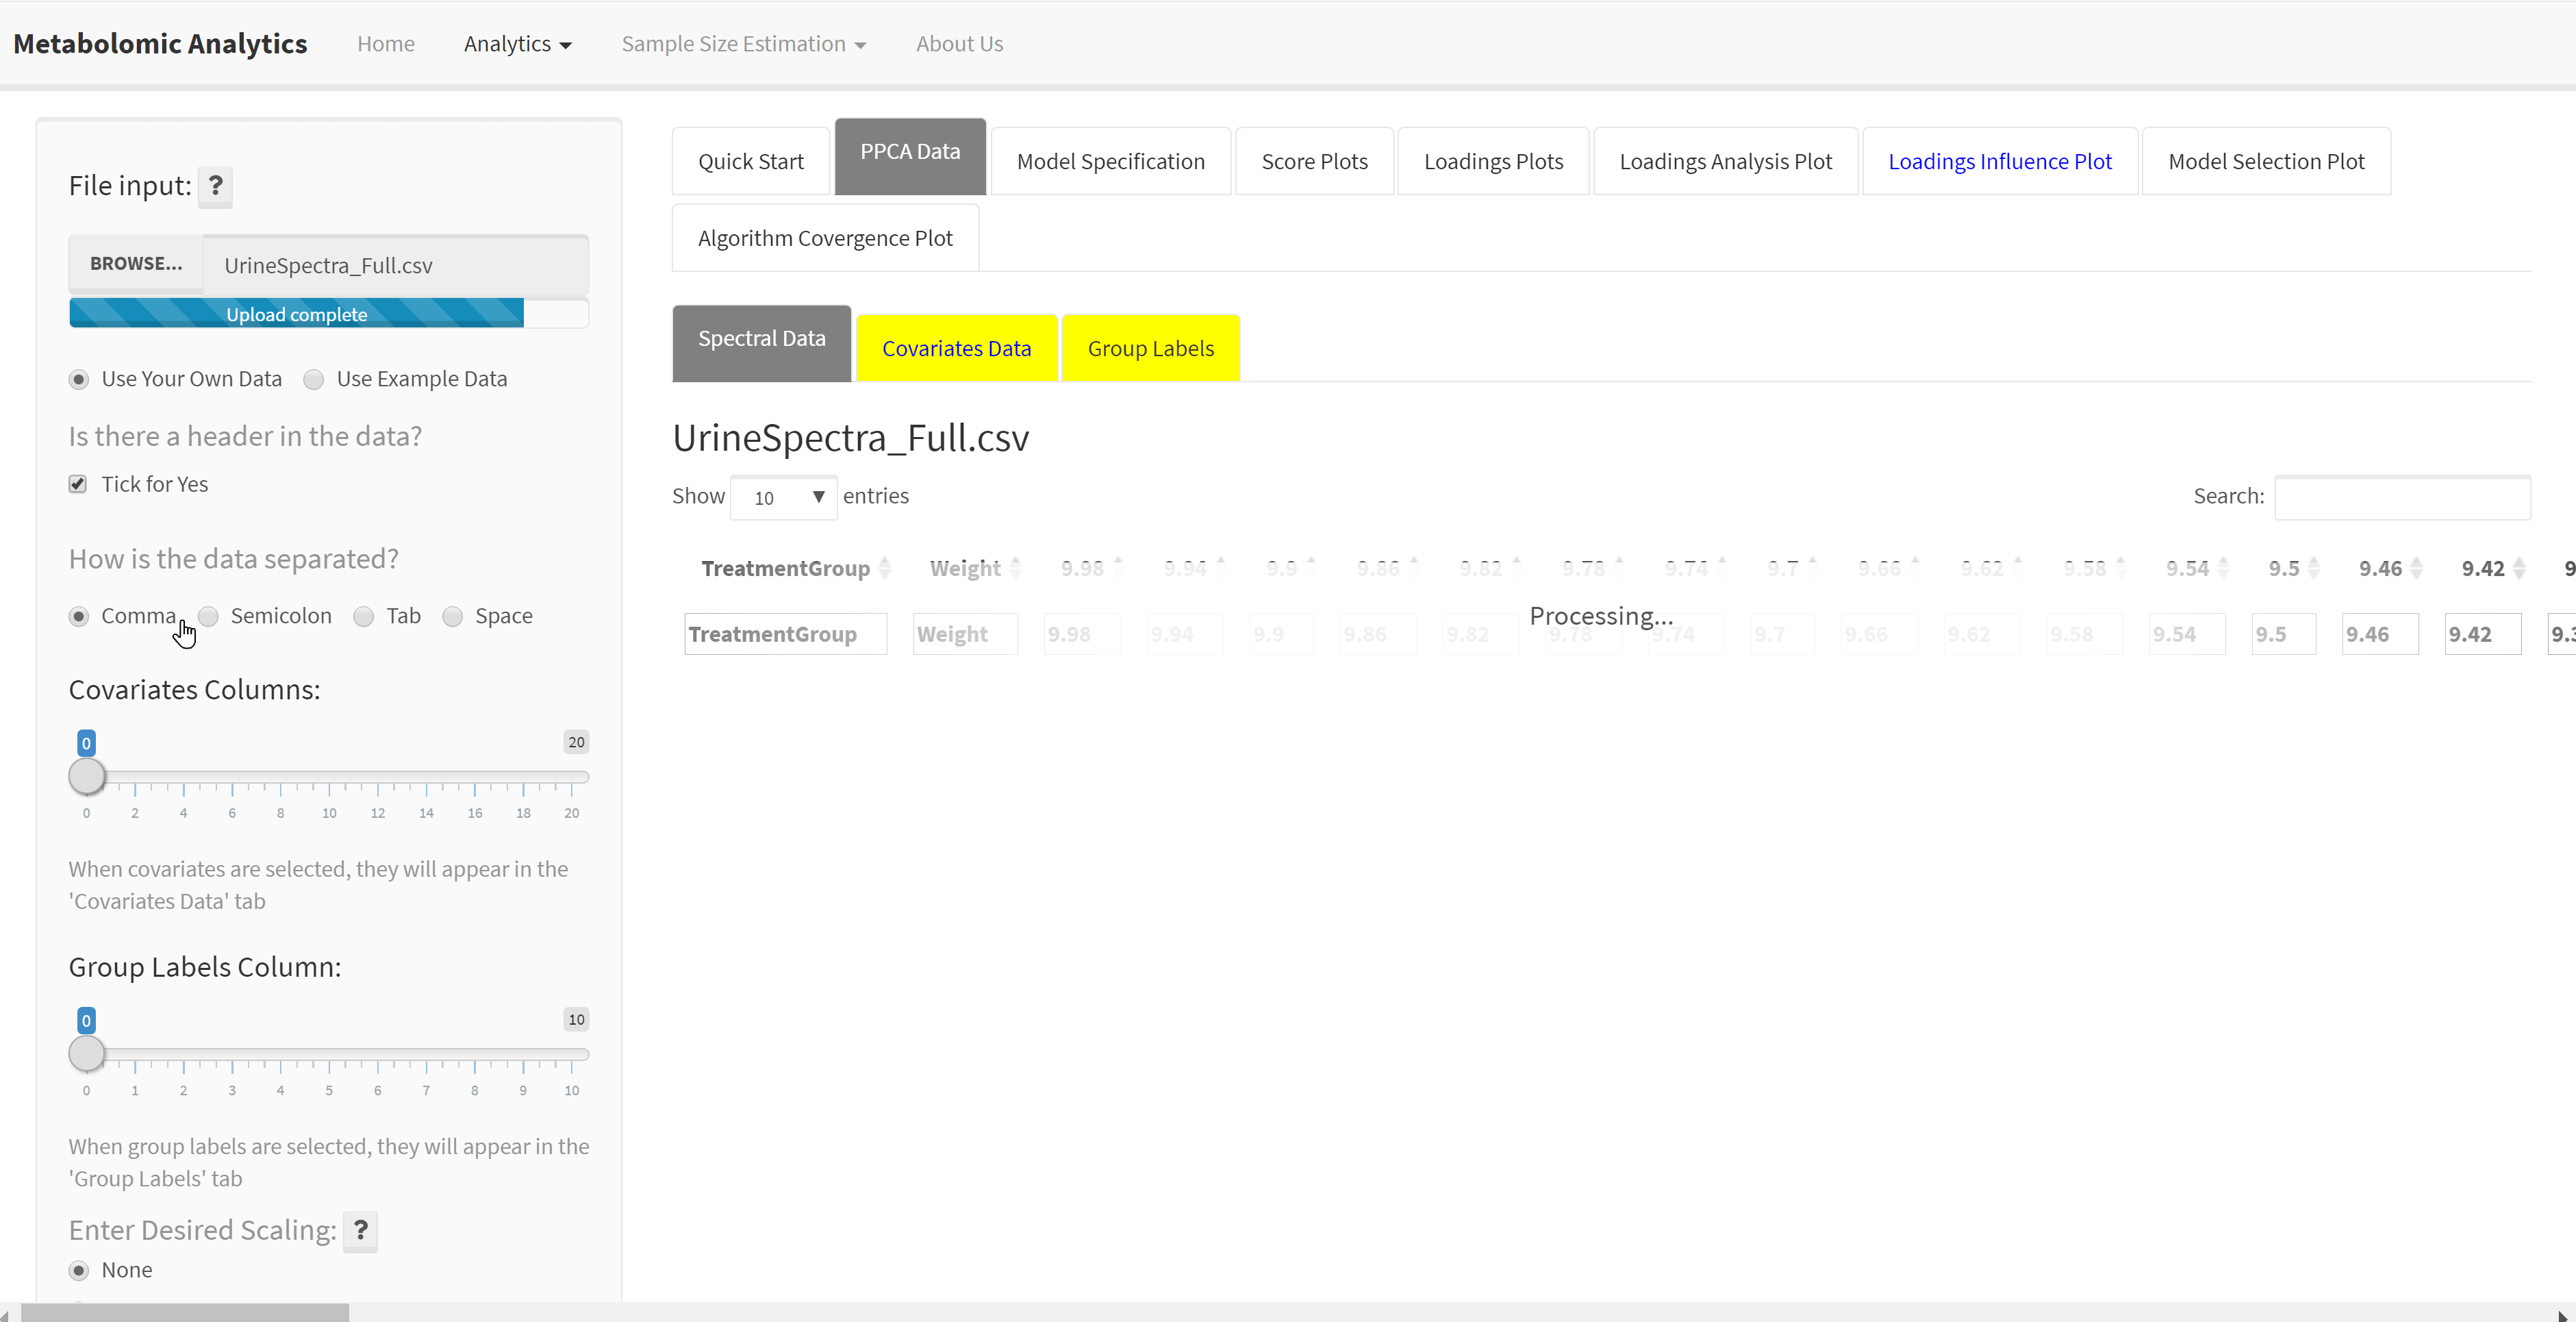 Metabolomic Analytics Home Analytics Sample Size Estimation About Us
File input: ?
BROWSE... UrineSpectra_Full.csv
Upload complete
Use Your Own Data Use Example Data
Is there a header in the data?
Tick for Yes
How is the data separated?
Comma Semicolon Tab Space
Covariates Columns:
0 20
0 2 4 6 8 10 12 14 16 18 20
When covariates are selected, they will appear in the
'Covariates Data' tab
Group Labels Column:
0 10
0 1 2 3 4 5 6 7 8 9 10
When group labels are selected, they will appear in the
'Group Labels' tab
Enter Desired Scaling: ?
None
Quick Start PPCA Data Model Specification Score Plots Loadings Plots Loadings Analysis Plot Loadings Influence Plot Model Selection Plot
Algorithm Covergence Plot
Spectral Data Covariates Data Group Labels
UrineSpectra_Full.csv
Show 10 entries Search:
TreatmentGroup Weight 9.98 9.94 9.9 9.86 9.82 9.78 9.74 9.7 9.66 9.62 9.58 9.54 9.5 9.46 9.42
Processing...
TreatmentGroup Weight 9.98 9.94 9.9 9.86 9.82 9.78 9.74 9.7 9.66 9.62 9.58 9.54 9.5 9.46 9.42